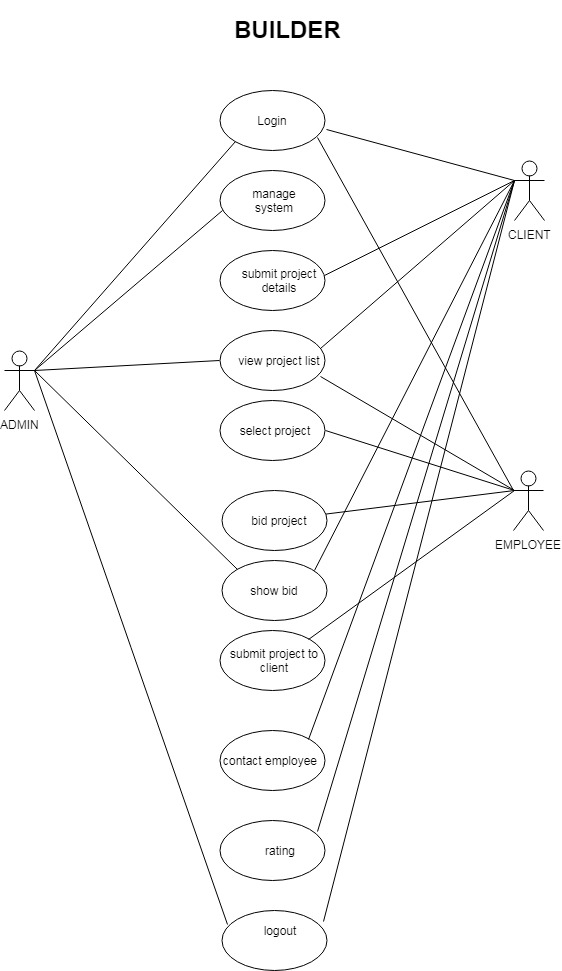 BUILDER
Login
manage
system
CLIENT
submit project
details
view project list
ADMIN
select project
bid project
EMPLOYEE
show bid
submit project to
client
contact employee
rating
logout